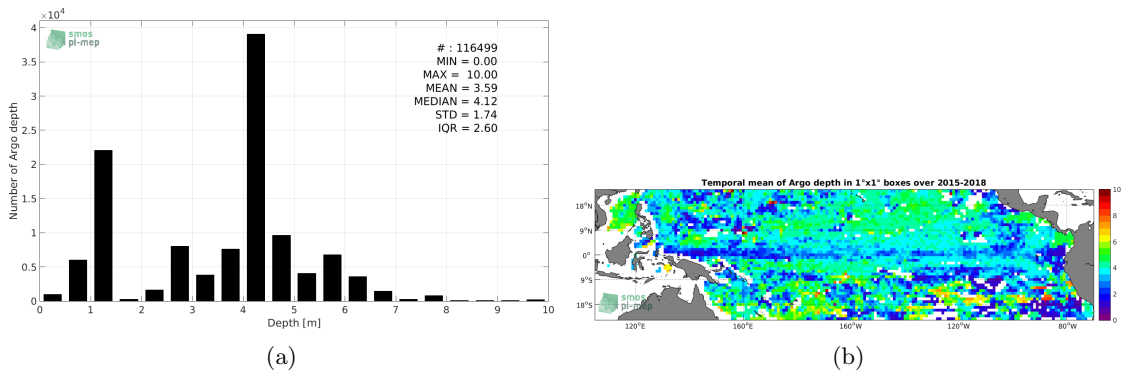 ×10⁴
smos
pi-mep
# : 116499
MIN = 0.00
MAX = 10.00
MEAN = 3.59
MEDIAN = 4.12
STD = 1.74
IQR = 2.60
Number of Argo depth
4
3.5
3
2.5
2
1.5
1
0.5
0
0 1 2 3 4 5 6 7 8 9 10
Depth [m]
(a)
Temporal mean of Argo depth in 1°x1° boxes over 2015-2018
18°N
9°N
0°
9°S
18°S
smos
pi-mep
120°E 160°E 160°W 120°W 80°W
10
8
6
4
2
0
(b)